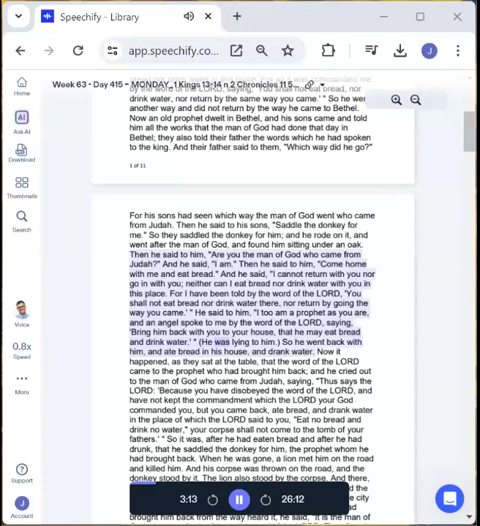 Speechify - Library
app.speechify.co...
J
Week 63 - Day 415 – MONDAY 1 Kings 13-14 n 2 Chronicles 11 5...
by the word of the LORD, saying, 'You shall not eat bread, nor
drink water, nor return by the same way you came.' " So he went
another way and did not return by the way he came to Bethel.
Now an old prophet dwelt in Bethel, and his sons came and told
him all the works that the man of God had done that day in
Bethel; they also told their father the words which he had spoken
to the king. And their father said to them, "Which way did he go?"
1 of 11
For his sons had seen which way the man of God went who came
from Judah. Then he said to his sons, "Saddle the donkey for
me." So they saddled the donkey for him; and he rode on it, and
went after the man of God, and found him sitting under an oak.
Then he said to him, "Are you the man of God who came from
Judah?" And he said, "I am." Then he said to him, "Come home
with me and eat bread." And he said, "I cannot return with you nor
go in with you; neither can I eat bread nor drink water with you in
this place. For I have been told by the word of the LORD, 'You
shall not eat bread nor drink water there, nor return by going the
way you came.' " He said to him, "I too am a prophet as you are,
and an angel spoke to me by the word of the LORD, saying,
'Bring him back with you to your house, that he may eat bread
and drink water.' " (He was lying to him.) So he went back with
him, and ate bread in his house, and drank water. Now it
happened, as they sat at the table, that the word of the LORD
came to the prophet who had brought him back; and he cried out
to the man of God who came from Judah, saying, "Thus says the
LORD: 'Because you have disobeyed the word of the LORD, and
have not kept the commandment which the LORD your God
commanded you, but you came back, ate bread, and drank water
in the place of which the LORD said to you, "Eat no bread and
drink no water," your corpse shall not come to the tomb of your
fathers.' " So it was, after he had eaten bread and after he had
drunk, that he saddled the donkey for him, the prophet whom he
had brought back. When he was gone, a lion met him on the road
and killed him. And his corpse was thrown on the road, and the
donkey stood by it. The lion also stood by the corpse. And there,
d the
e city
brought him back from the way heard it, he said, "It is the man of
Home
AI
Ask AI
Download
Thumbnails
Search
Voice
0.8x
Speed
More
Support
J
Account
3:13
26:12